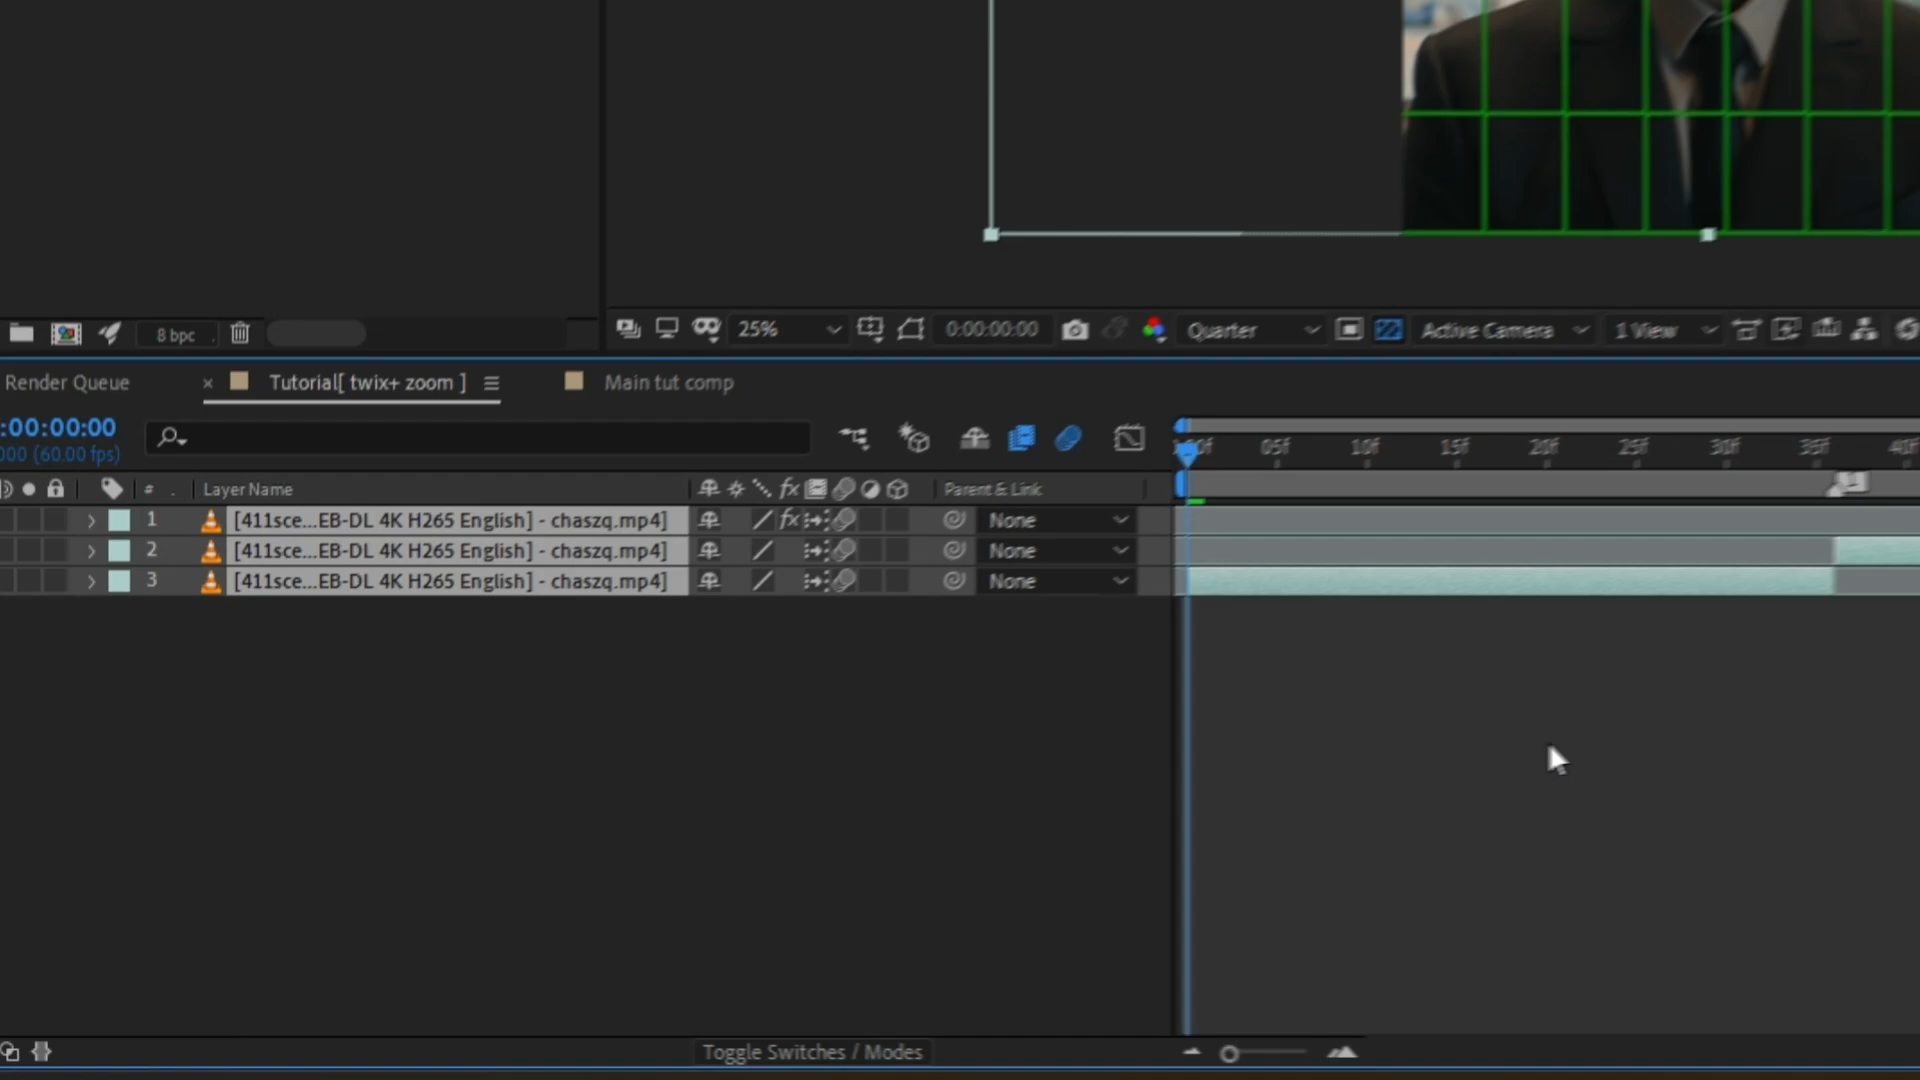 8 bpc
25%
0:00:00:00
Quarter
Active Camera
1 View
Render Queue
× Tutorial[ twix+ zoom ]
Main tut comp
:00:00:00
000 (60.00 fps)
05f 10f 15f 20f 25f 30f 35f 40f
# . Layer Name fx Parent & Link
1 [411sce...EB-DL 4K H265 English] - chaszq.mp4] fx None
2 [411sce...EB-DL 4K H265 English] - chaszq.mp4] None
3 [411sce...EB-DL 4K H265 English] - chaszq.mp4] None
Toggle Switches / Modes